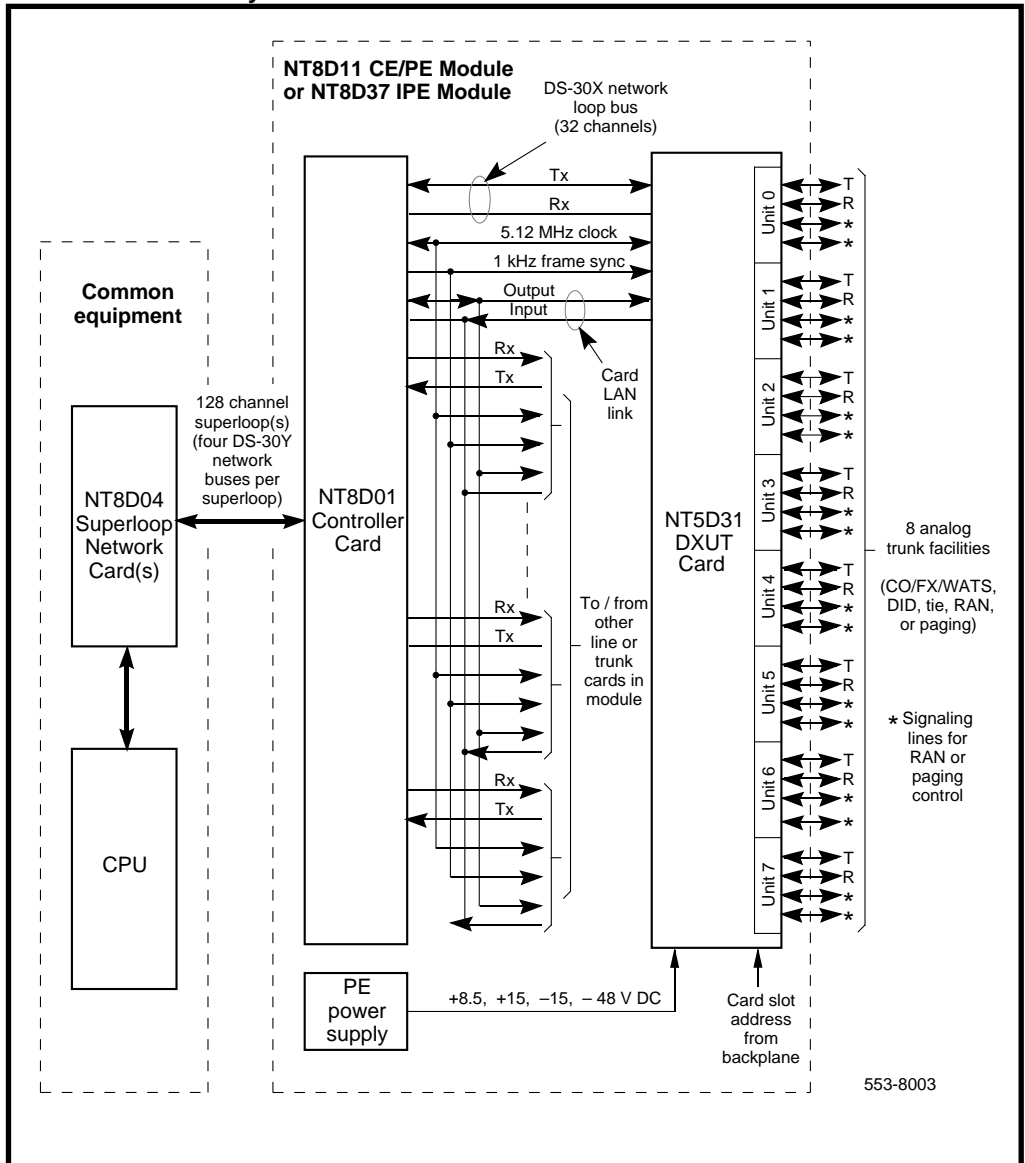 NT8D11 CE/PE Module
or NT8D37 IPE Module
DS-30X network
loop bus
(32 channels)
Tx
Rx
5.12 MHz clock
1 kHz frame sync
Output
Input
Rx
Tx
Card
LAN
link
Common
equipment
128 channel
superloop(s)
(four DS-30Y
network
buses per
superloop)
NT8D04
Superloop
Network
Card(s)
NT8D01
Controller
Card
NT5D31
DXUT
Card
CPU
Rx
Tx
To / from
other
line or
trunk
cards in
module
Rx
Tx
Unit 0
T
R
*
*
Unit 1
T
R
*
*
Unit 2
T
R
*
*
Unit 3
T
R
*
*
Unit 4
T
R
*
*
Unit 5
T
R
*
*
Unit 6
T
R
*
*
Unit 7
T
R
*
*
8 analog
trunk facilities
(CO/FX/WATS,
DID, tie, RAN,
or paging)
* Signaling
lines for
RAN or
paging
control
PE
power
supply
+8.5, +15, –15, – 48 V DC
Card slot
address
from
backplane
553-8003